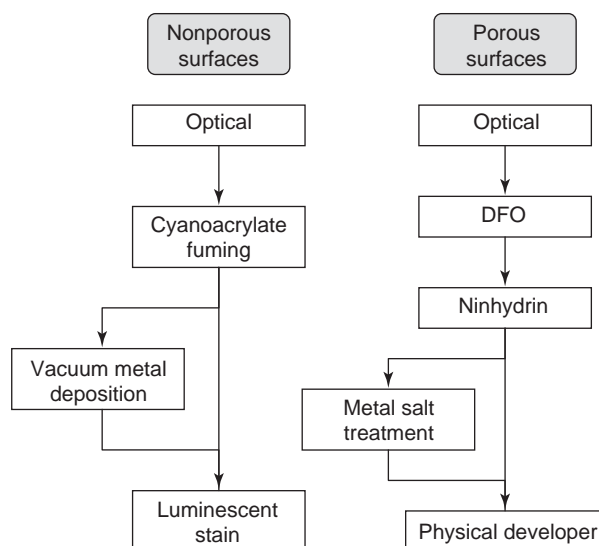 Nonporous
surfaces
Optical
Cyanoacrylate
fuming
Vacuum metal
deposition
Luminescent
stain
Porous
surfaces
Optical
DFO
Ninhydrin
Metal salt
treatment
Physical developer